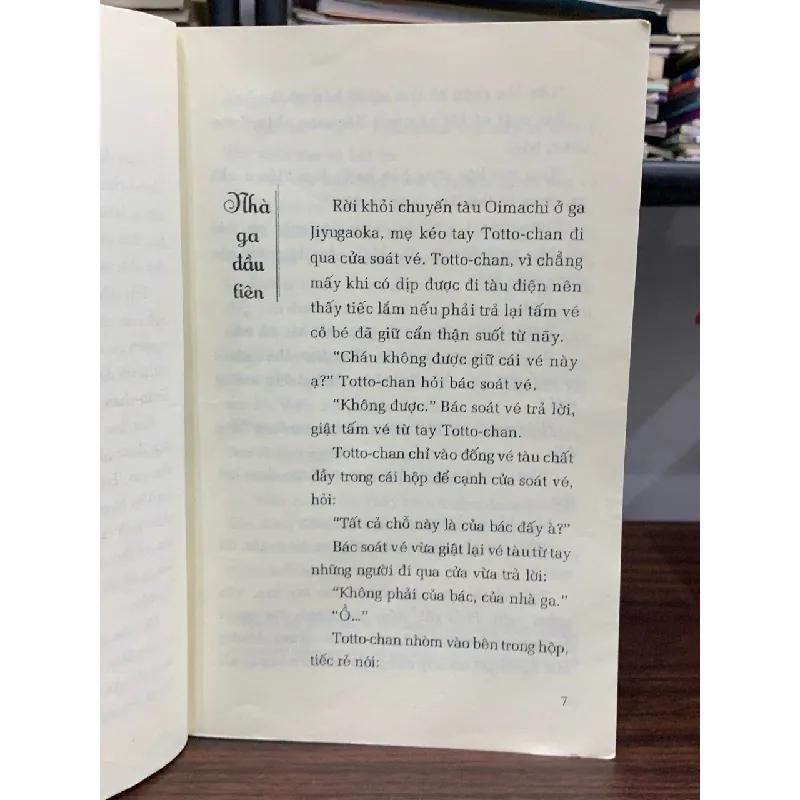 Nhà
ga
đầu
tiên
Rời khỏi chuyến tàu Oimachi ở ga
Jiyugaoka, mẹ kéo tay Totto-chan đi
qua cửa soát vé. Totto-chan, vì chẳng
mấy khi có dịp được đi tàu điện nên
thấy tiếc lắm nếu phải trả lại tấm vé
cô bé đã giữ cẩn thận suốt từ nãy.
“Cháu không được giữ cái vé này
ạ?” Totto-chan hỏi bác soát vé.
“Không được.” Bác soát vé trả lời,
giật tấm vé từ tay Totto-chan.
Totto-chan chỉ vào đống vé tàu chất
đầy trong cái hộp để cạnh cửa soát vé,
hỏi:
“Tất cả chỗ này là của bác đấy à?”
Bác soát vé vừa giật lại vé tàu từ tay
những người đi qua cửa vừa trả lời:
“Không phải của bác, của nhà ga.”
“Ồ...”
Totto-chan nhòm vào bên trong hộp,
tiếc rẻ nói:
7